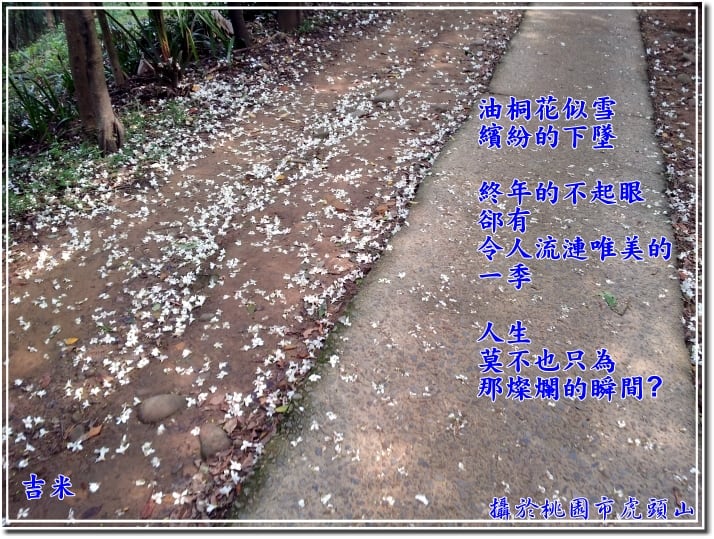 油桐花似雪
繽紛的下墜
終年的不起眼
郤有
令人流漣唯美的
一季
人生
莫不也只為
那燦爛的瞬間?
吉米
攝於桃園市虎頭山